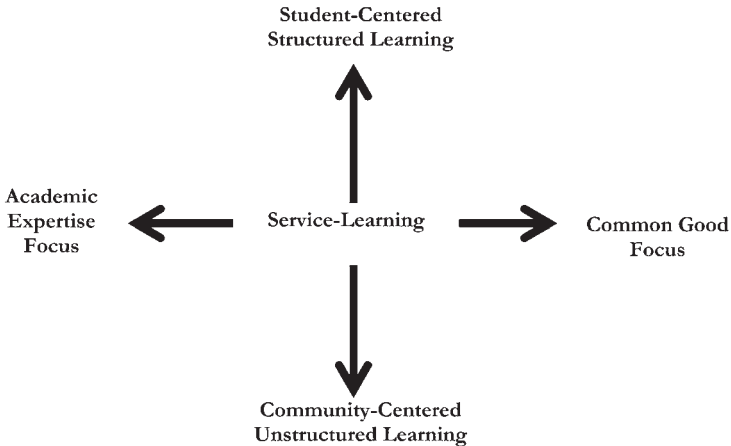 Student-Centered
Structured Learning
Academic
Expertise
Focus
Service-Learning
Common Good
Focus
Community-Centered
Unstructured Learning